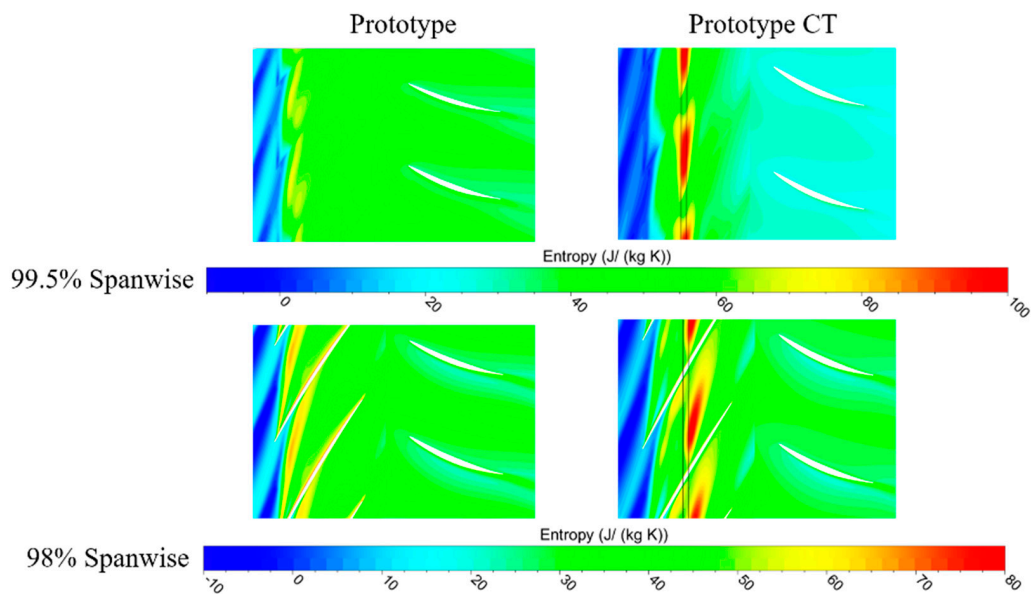 Prototype
Prototype CT
99.5% Spanwise
Entropy (J/ (kg K))
0 20 40 60 80 100
98% Spanwise
Entropy (J/ (kg K))
-10 0 10 20 30 40 50 60 70 80